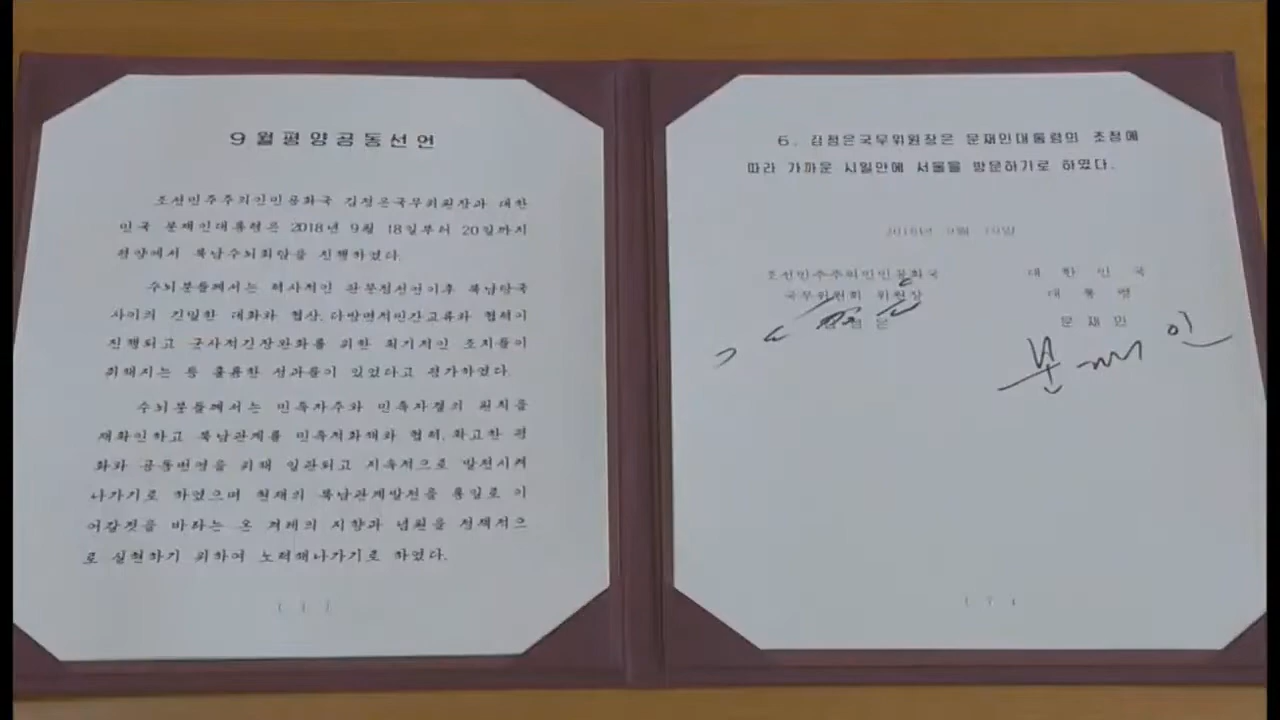 9월평양공동선언
조선민주주의인민공화국 김정은국무위원장과 대한
민국 문재인대통령은 2018년 9월 18일부터 20일까지
평양에서 북남수뇌회담을 진행하였다.
수뇌분들께서는 력사적인 판문점선언이후 북남당국
사이의 긴밀한 대화와 협상, 다방면적인민간교류와 협력이
진행되고 군사적긴장완화를 위한 획기적인 조치들이
취해지는 등 훌륭한 성과들이 있었다고 평가하였다.
수뇌분들께서는 민족자주와 민족자결의 원칙을
재확인하고 북남관계를 민족적화해와 협력, 확고한 평
화와 공동번영을 위해 일관되고 지속적으로 발전시켜
나가기로 하였으며 현재의 북남관계발전을 통일로 이
어갈것을 바라는 온 겨레의 지향과 념원을 정책적으
로 실현하기 위하여 노력해나가기로 하였다.
( 1 )
6. 김정은국무위원장은 문재인대통령의 초청에
따라 가까운 시일안에 서울을 방문하기로 하였다.
2018년 9월 19일
조선민주주의인민공화국
국무위원회 위원장
김정은
대한민국
대통령
문재인
문재인